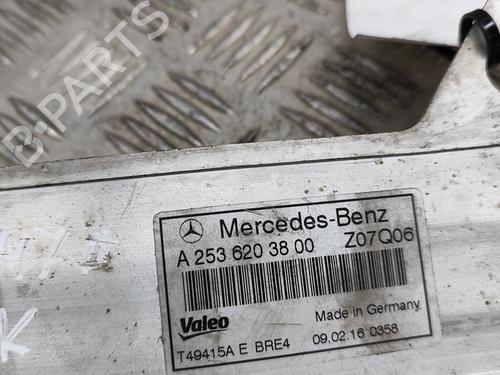 B-PARTS
Mercedes-Benz
A 253 620 38 00 Z07Q06
Valeo
Made in Germany
T49415A E BRE4 09.02.16 0358
K